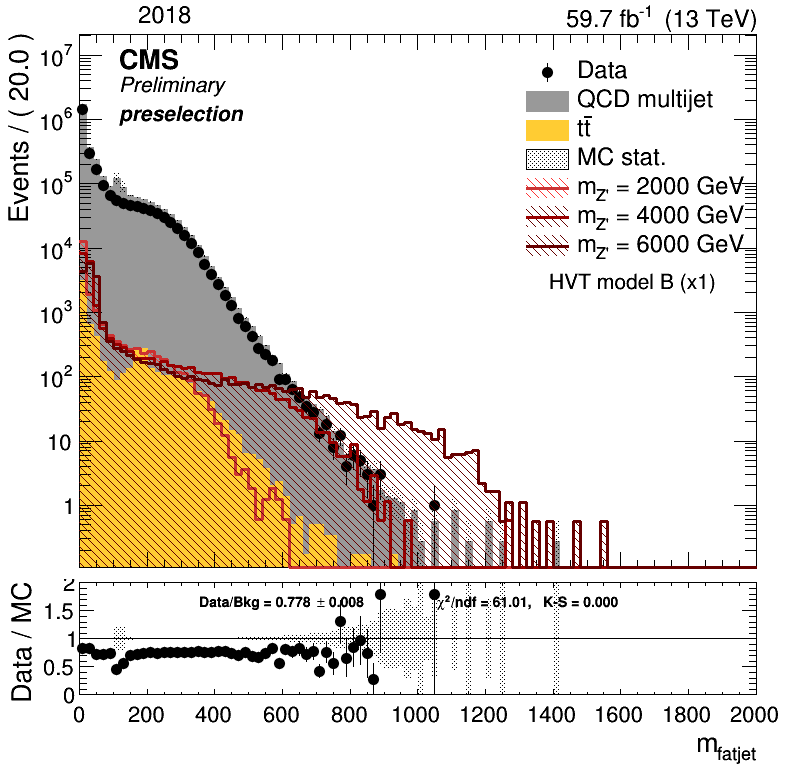 2018
59.7 fb⁻¹ (13 TeV)
Events / ( 20.0 )
10⁷
10⁶
10⁵
10⁴
10³
10²
10
1
CMS
Preliminary
preselection
Data
QCD multijet
tt̄
MC stat.
m_Z' = 2000 GeV
m_Z' = 4000 GeV
m_Z' = 6000 GeV
HVT model B (x1)
Data / MC
2
1.5
1
0.5
0
Data/Bkg = 0.778 ± 0.008
χ²/ndf = 61.01, K-S = 0.000
0 200 400 600 800 1000 1200 1400 1600 1800 2000
m_fatjet